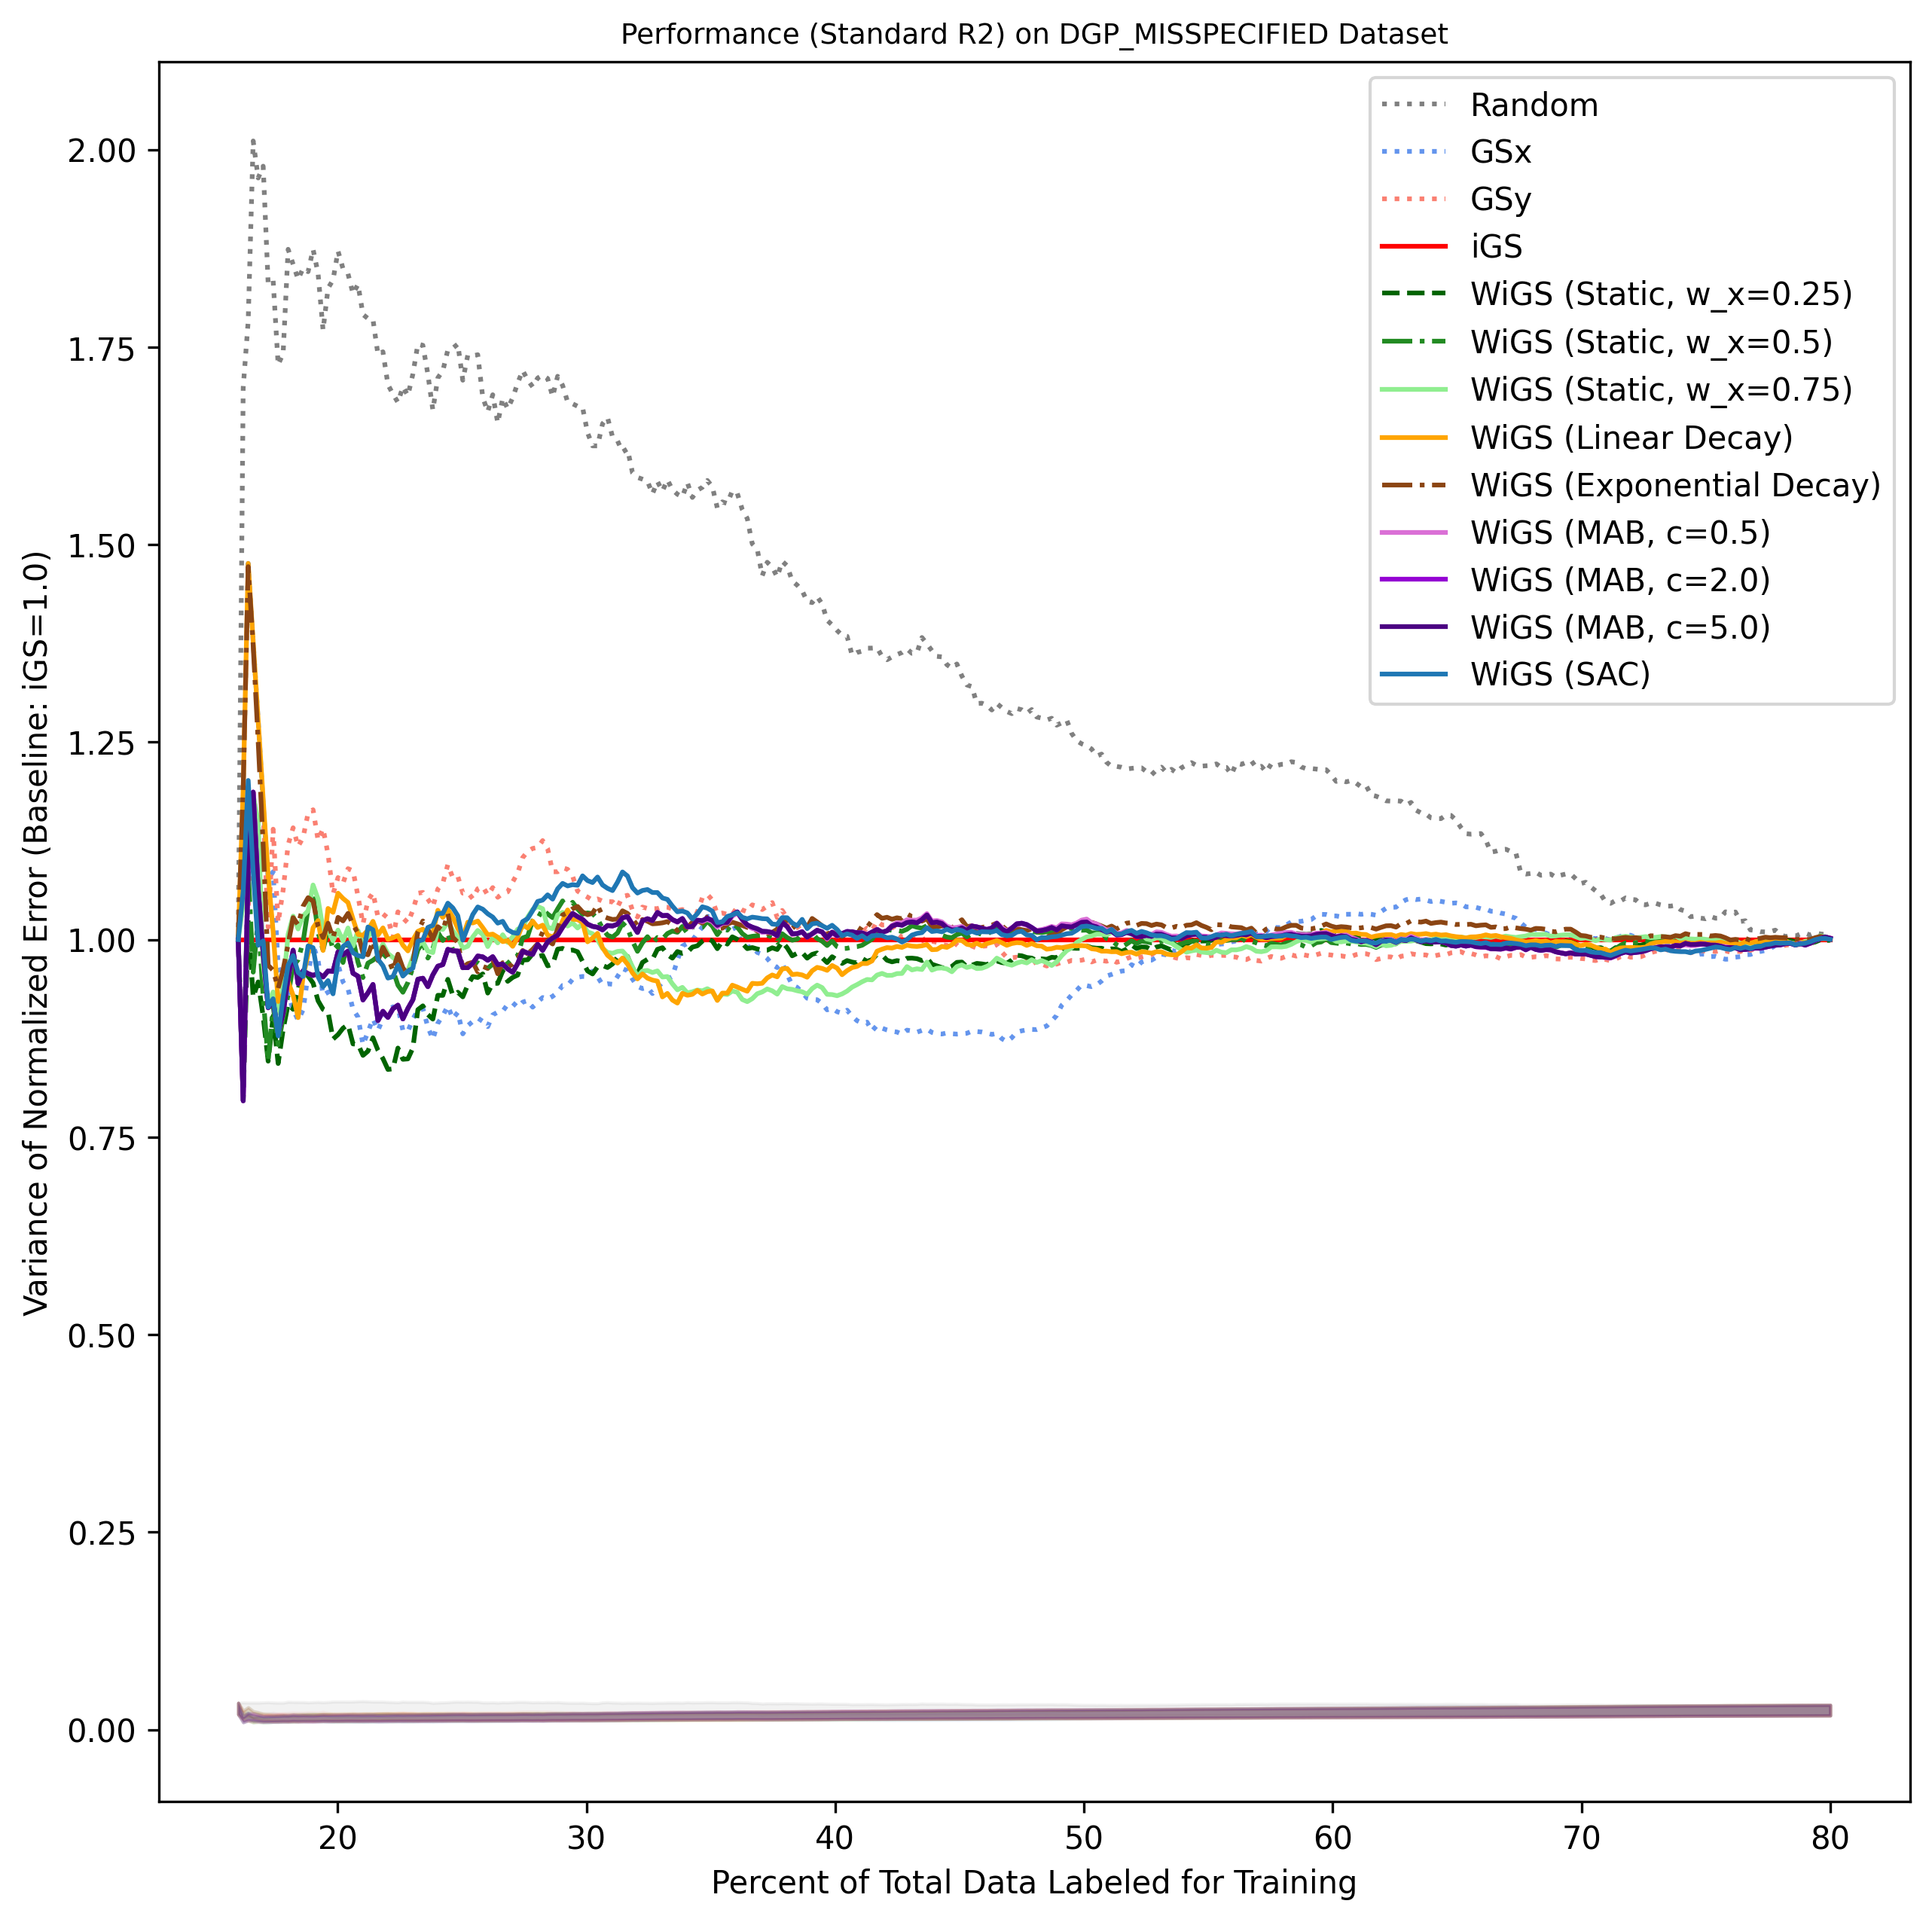 Performance (Standard R2) on DGP_MISSPECIFIED Dataset
Variance of Normalized Error (Baseline: iGS=1.0)
2.00
1.75
1.50
1.25
1.00
0.75
0.50
0.25
0.00
Random
GSx
GSy
iGS
WiGS (Static, w_x=0.25)
WiGS (Static, w_x=0.5)
WiGS (Static, w_x=0.75)
WiGS (Linear Decay)
WiGS (Exponential Decay)
WiGS (MAB, c=0.5)
WiGS (MAB, c=2.0)
WiGS (MAB, c=5.0)
WiGS (SAC)
20 30 40 50 60 70 80
Percent of Total Data Labeled for Training